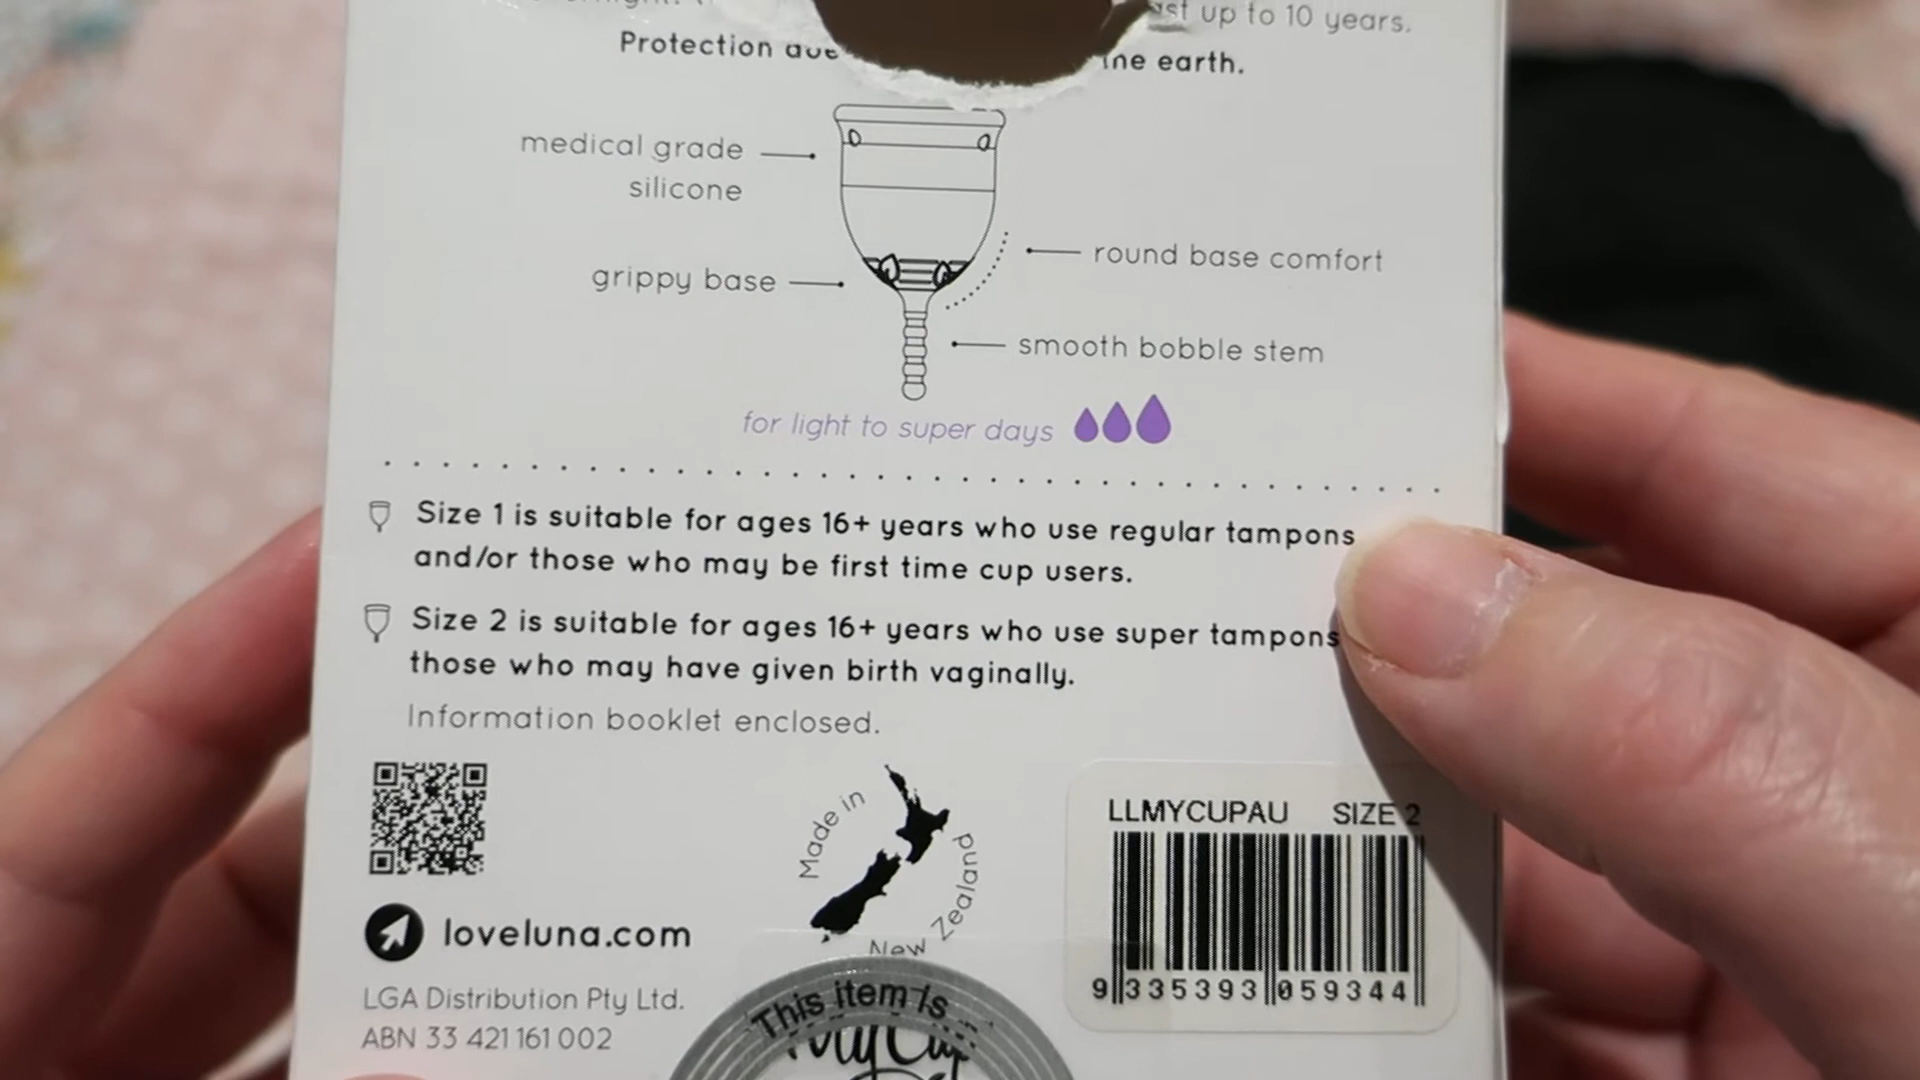 up to 10 years.
Protection
the earth.
medical grade
silicone
grippy base
round base comfort
smooth bobble stem
for light to super days
Size 1 is suitable for ages 16+ years who use regular tampons
and/or those who may be first time cup users.
Size 2 is suitable for ages 16+ years who use super tampons
those who may have given birth vaginally.
Information booklet enclosed.
Made in
New Zealand
loveluna.com
LGA Distribution Pty Ltd.
ABN 33 421 161 002
LLMYCUPAU SIZE 2
9 335393 059344
This item is
Cup